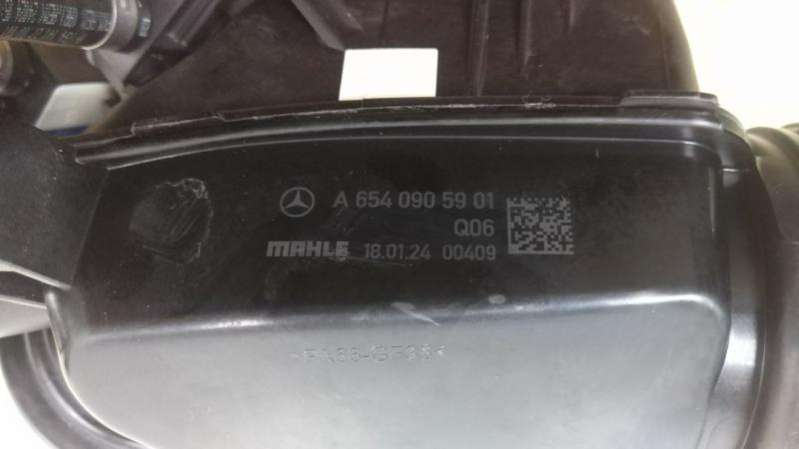 A 654 090 59 01
Q06
MAHLE 18.01.24 00409
>PA66-GF35<